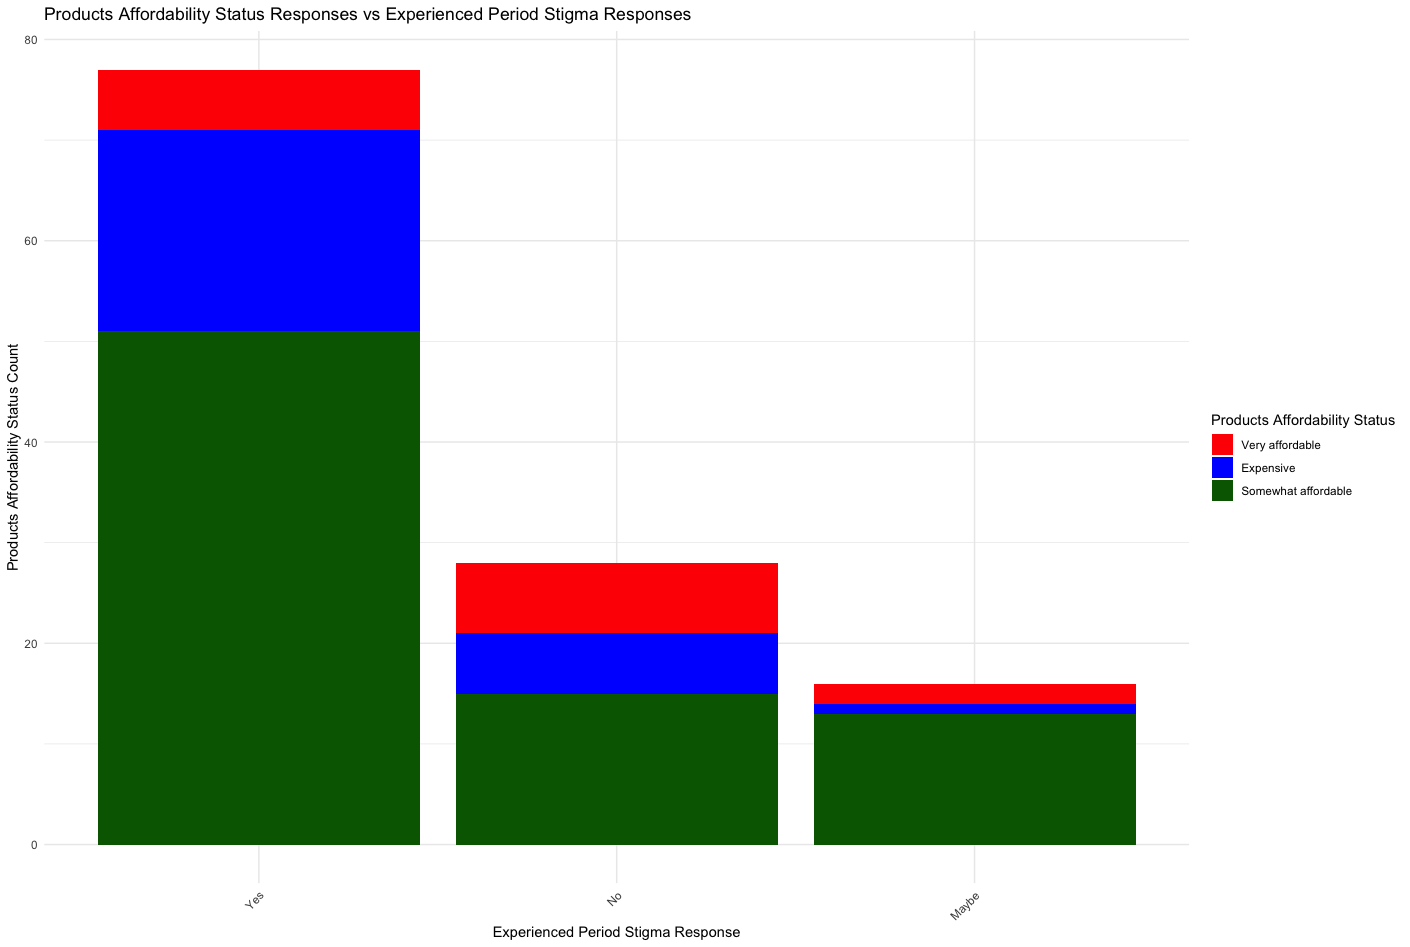 Products Affordability Status Responses vs Experienced Period Stigma Responses
80
60
40
20
0
Products Affordability Status Count
Yes
No
Maybe
Experienced Period Stigma Response
Products Affordability Status
Very affordable
Expensive
Somewhat affordable